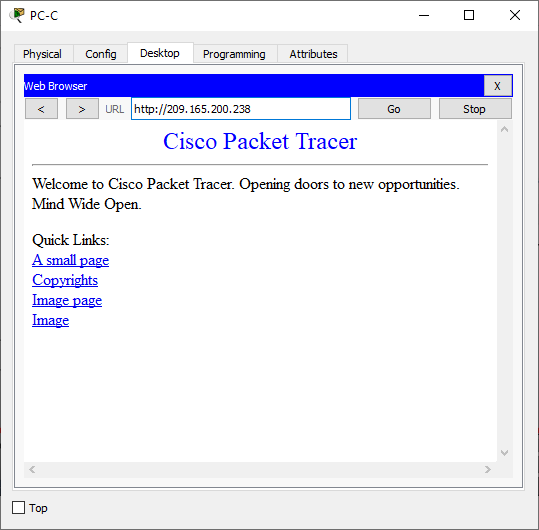 PC-C
Physical Config Desktop Programming Attributes
Web Browser X
< > URL http://209.165.200.238 Go Stop
Cisco Packet Tracer
Welcome to Cisco Packet Tracer. Opening doors to new opportunities.
Mind Wide Open.
Quick Links:
A small page
Copyrights
Image page
Image
Top